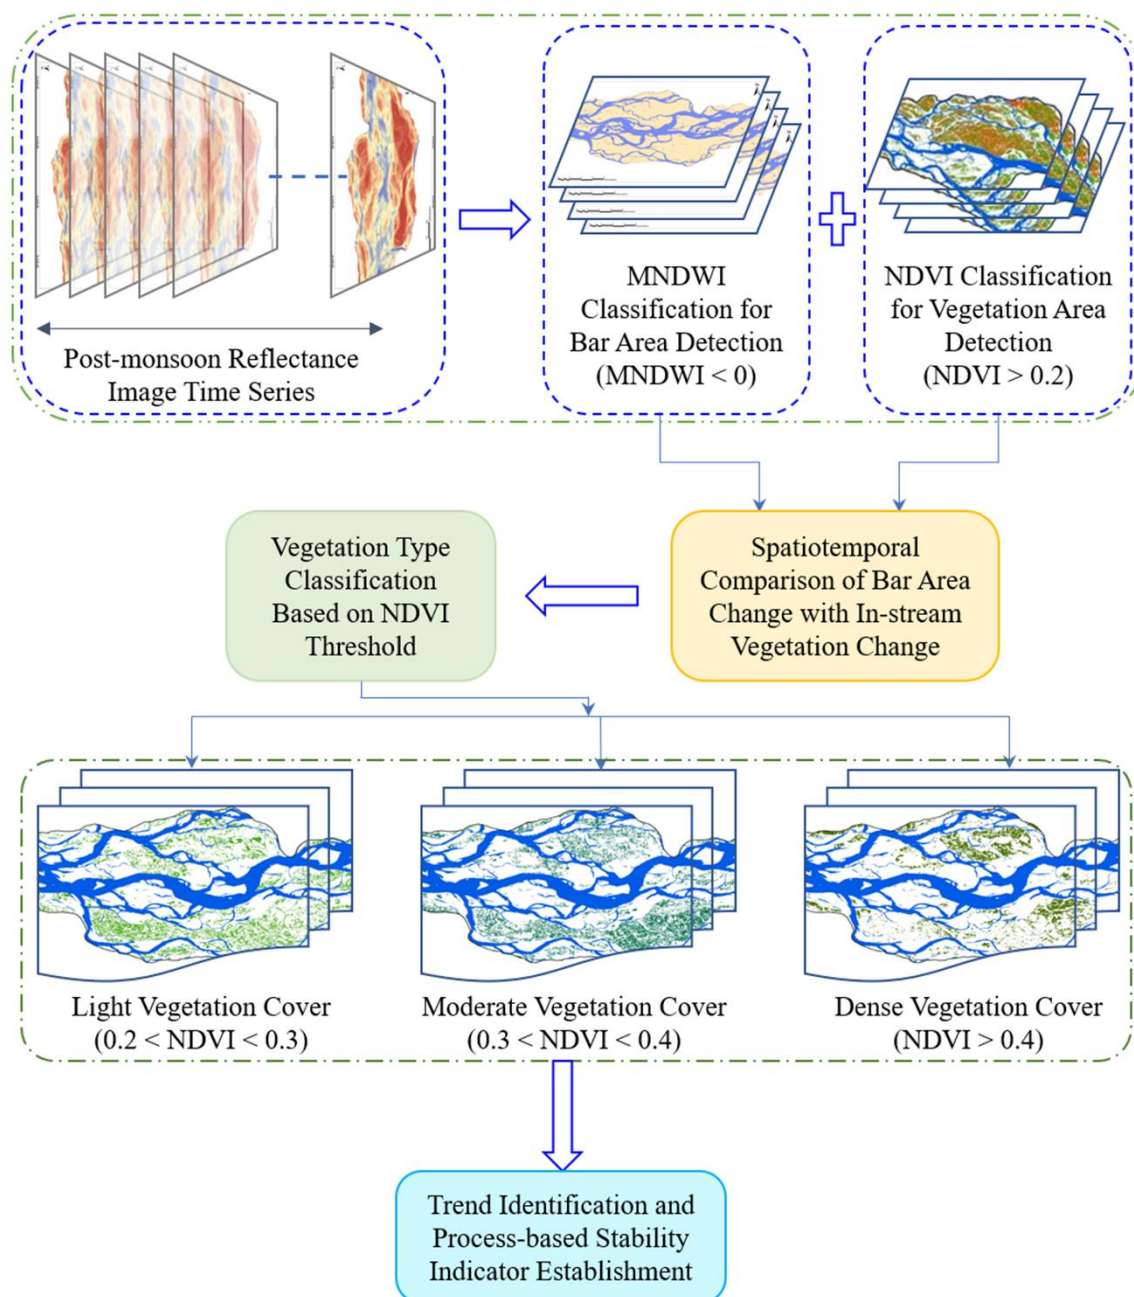 Post-monsoon Reflectance
Image Time Series
MNDWI
Classification for
Bar Area Detection
(MNDWI < 0)
NDVI Classification
for Vegetation Area
Detection
(NDVI > 0.2)
Vegetation Type
Classification
Based on NDVI
Threshold
Spatiotemporal
Comparison of Bar Area
Change with In-stream
Vegetation Change
Light Vegetation Cover
(0.2 < NDVI < 0.3)
Moderate Vegetation Cover
(0.3 < NDVI < 0.4)
Dense Vegetation Cover
(NDVI > 0.4)
Trend Identification and
Process-based Stability
Indicator Establishment